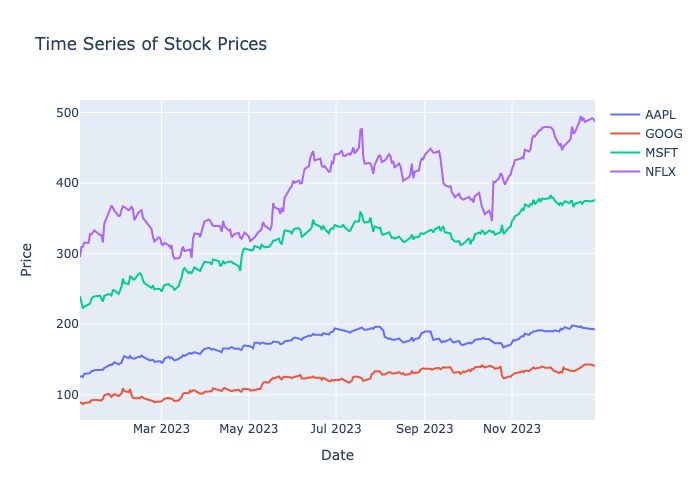 Time Series of Stock Prices
500
400
300
200
100
Price
Mar 2023
May 2023
Jul 2023
Sep 2023
Nov 2023
Date
AAPL
GOOG
MSFT
NFLX